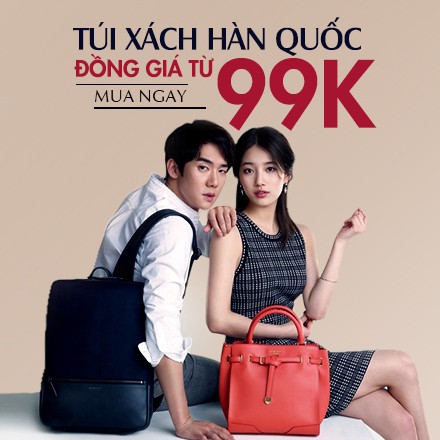 TÚI XÁCH HÀN QUỐC
ĐỒNG GIÁ TỪ 99K
MUA NGAY